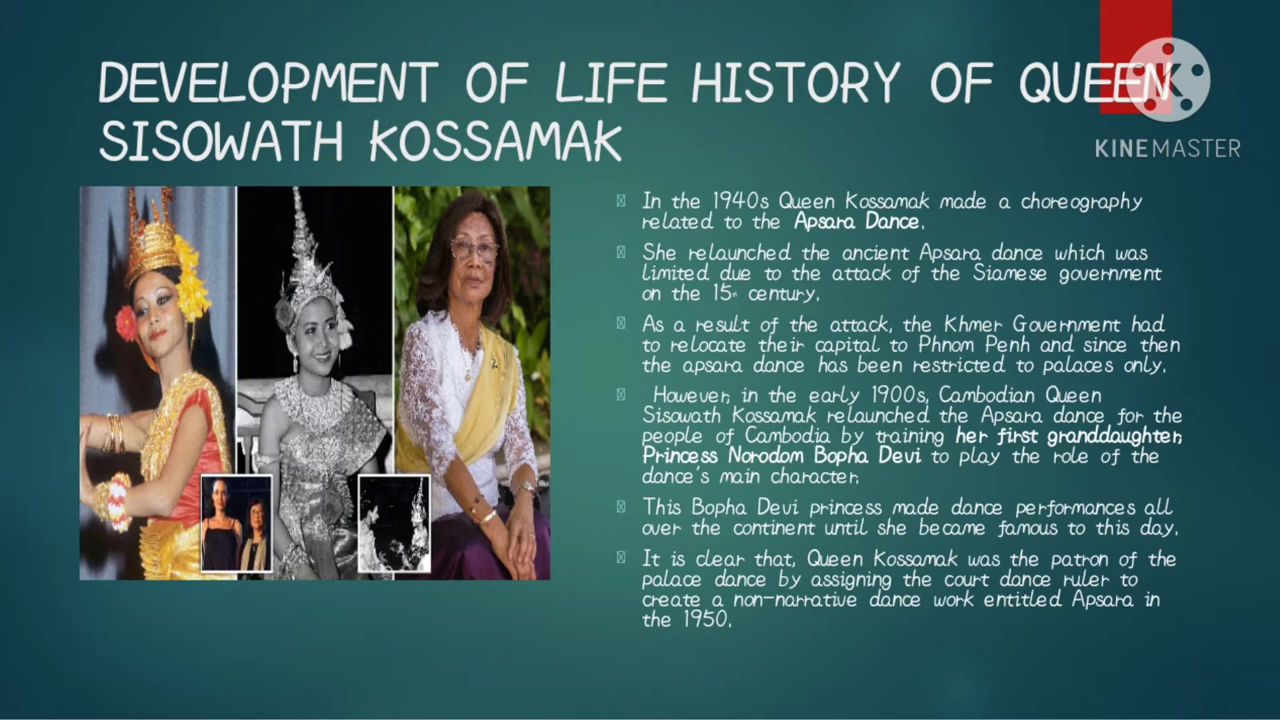 DEVELOPMENT OF LIFE HISTORY OF QUEEN
SISOWATH KOSSAMAK
KINEMASTER
In the 1940s Queen Kossamak made a choreography
related to the Apsara Dance.
She relaunched the ancient Apsara dance which was
limited due to the attack of the Siamese government
on the 15th century.
As a result of the attack, the Khmer Government had
to relocate their capital to Phnom Penh and since then
the apsara dance has been restricted to palaces only.
However, in the early 1900s, Cambodian Queen
Sisowath Kossamak relaunched the Apsara dance for the
people of Cambodia by training her first granddaughter,
Princess Norodom Bopha Devi to play the role of the
dance's main character.
This Bopha Devi princess made dance performances all
over the continent until she became famous to this day.
It is clear that, Queen Kossamak was the patron of the
palace dance by assigning the court dance ruler to
create a non-narrative dance work entitled Apsara in
the 1950.